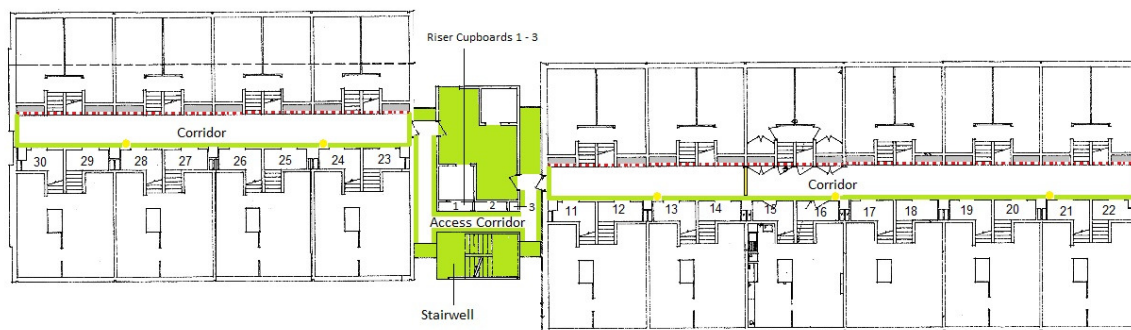 Riser Cupboards 1 - 3
Corridor
30 29 28 27 26 25 24 23
1 2 3
Access Corridor
Corridor
11 12 13 14 15 16 17 18 19 20 21 22
Stairwell